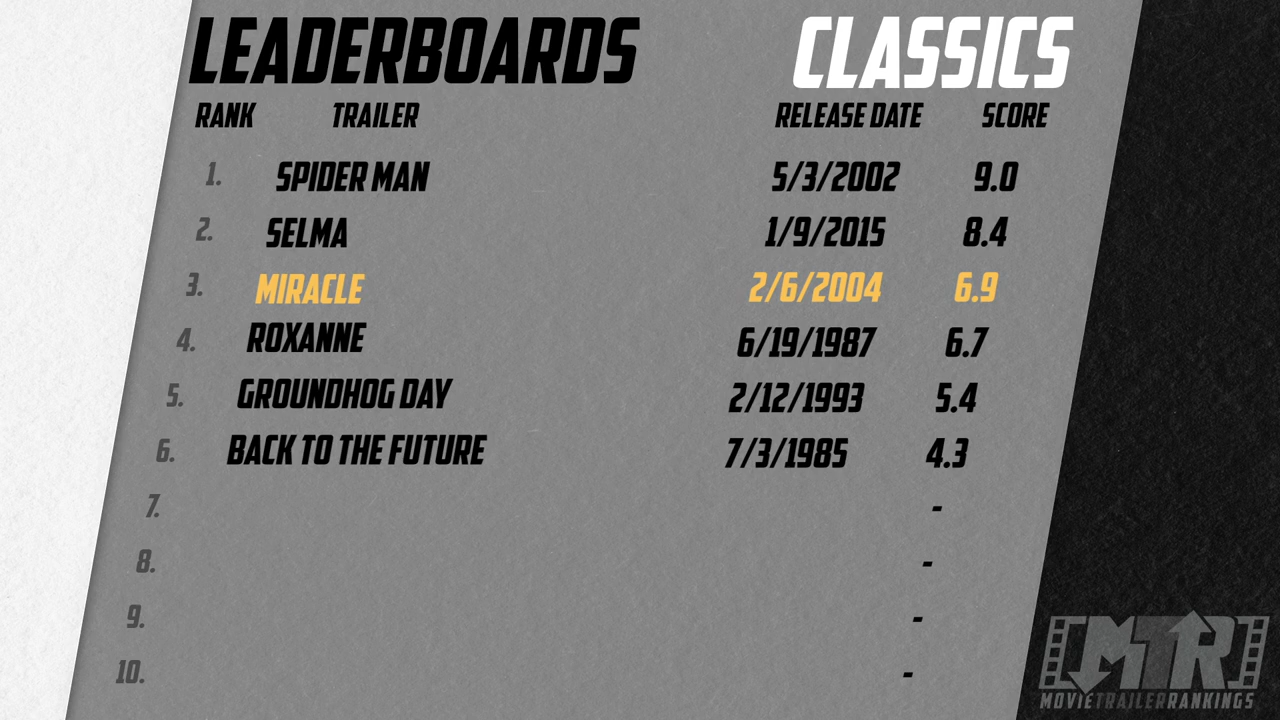 LEADERBOARDS CLASSICS
RANK TRAILER RELEASE DATE SCORE
1. SPIDER MAN 5/3/2002 9.0
2. SELMA 1/9/2015 8.4
3. MIRACLE 2/6/2004 6.9
4. ROXANNE 6/19/1987 6.7
5. GROUNDHOG DAY 2/12/1993 5.4
6. BACK TO THE FUTURE 7/3/1985 4.3
7. -
8. -
9. -
10. -
MTR
MOVIETRAILERRANKINGS